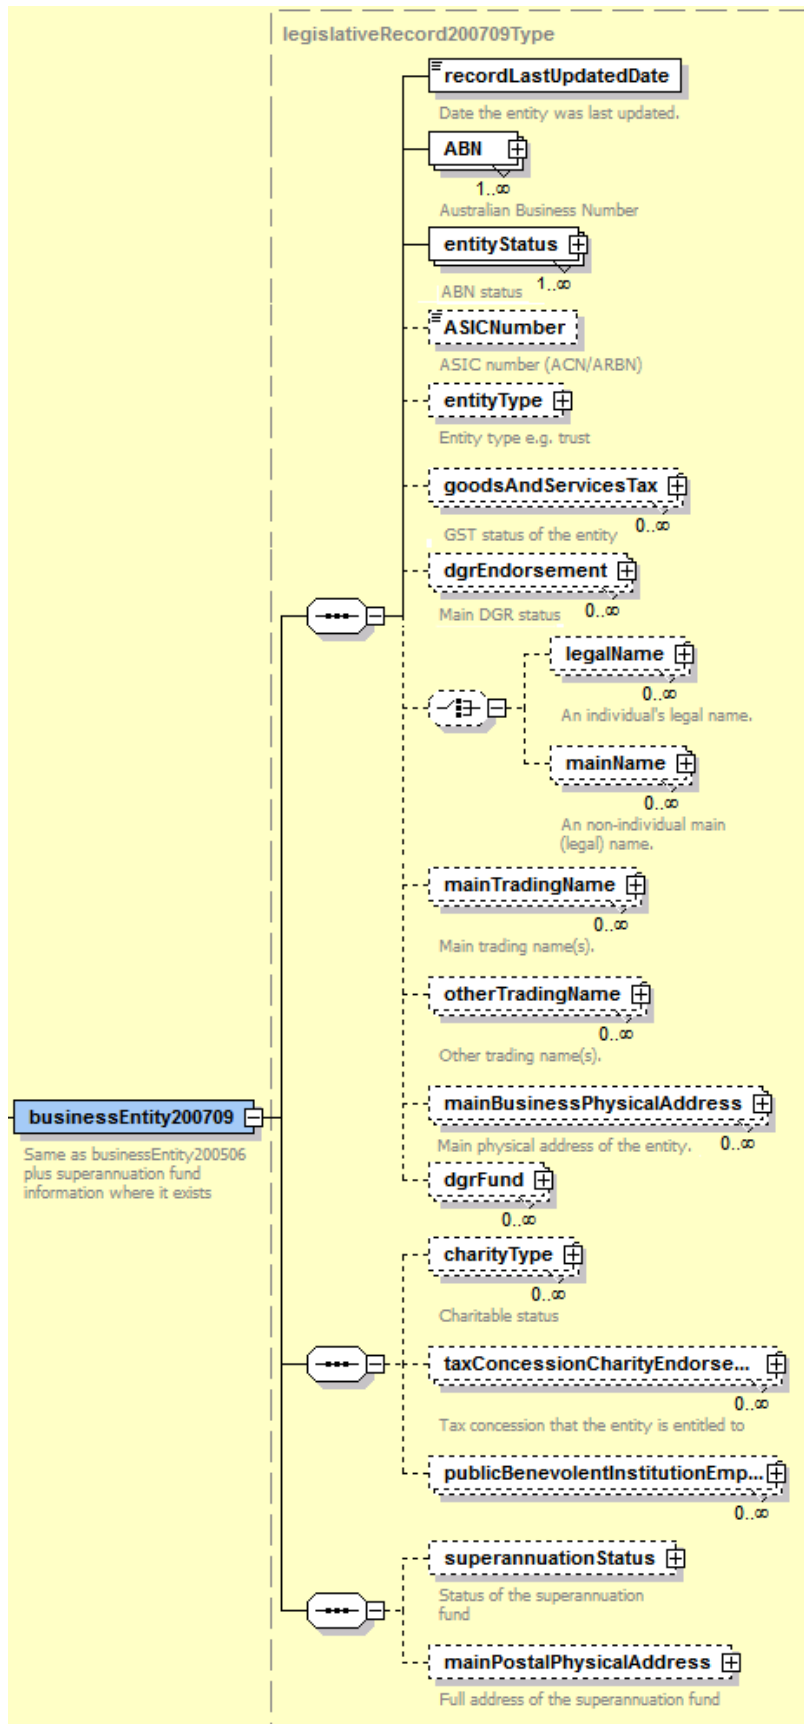 legislativeRecord200709Type
recordLastUpdatedDate
Date the entity was last updated.
ABN
1..∞
Australian Business Number
entityStatus
1..∞
ABN status
ASICNumber
ASIC number (ACN/ARBN)
entityType
Entity type e.g. trust
goodsAndServicesTax
0..∞
GST status of the entity
dgrEndorsement
0..∞
Main DGR status
legalName
0..∞
An individual's legal name.
mainName
0..∞
An non-individual main
(legal) name.
mainTradingName
0..∞
Main trading name(s).
otherTradingName
0..∞
Other trading name(s).
businessEntity200709
Same as businessEntity200506
plus superannuation fund
information where it exists
mainBusinessPhysicalAddress
0..∞
Main physical address of the entity.
dgrFund
0..∞
charityType
0..∞
Charitable status
taxConcessionCharityEndorse...
0..∞
Tax concession that the entity is entitled to
publicBenevolentInstitutionEmp...
0..∞
superannuationStatus
Status of the superannuation
fund
mainPostalPhysicalAddress
Full address of the superannuation fund